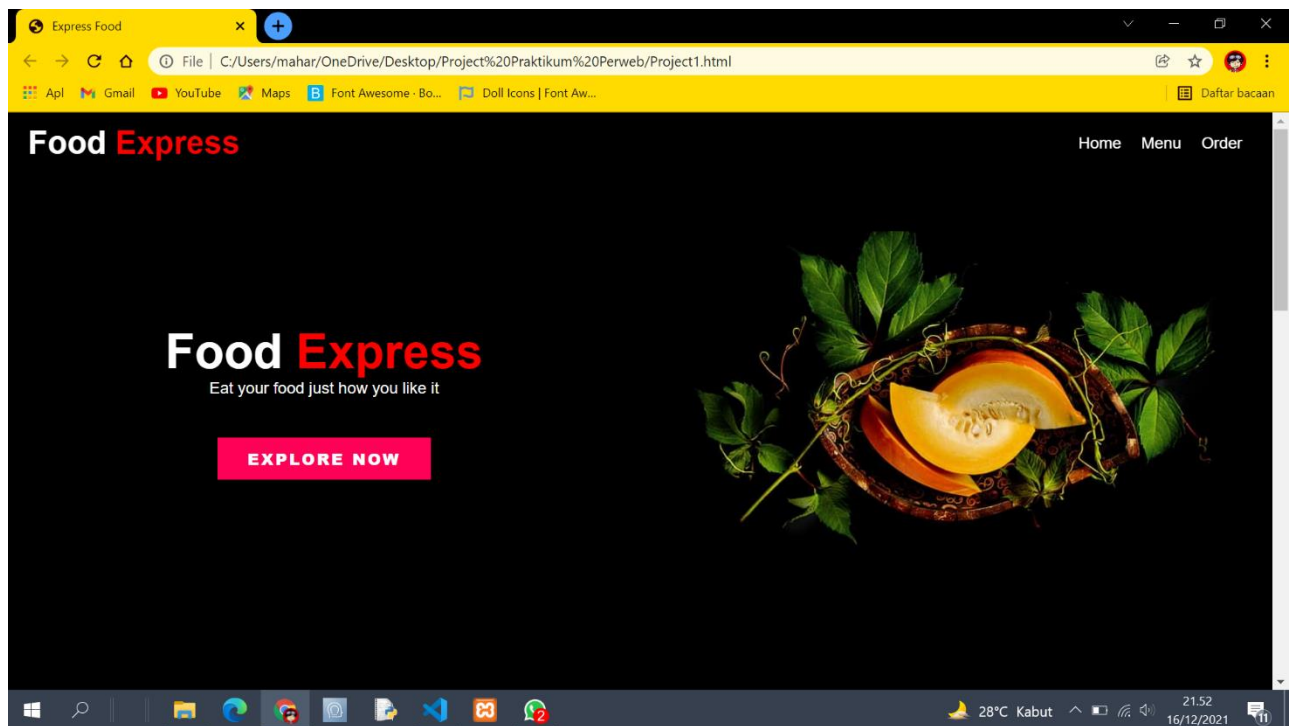 Express Food
File | C:/Users/mahar/OneDrive/Desktop/Project%20Praktikum%20Perweb/Project1.html
Apl Gmail YouTube Maps B Font Awesome · Bo... Doll Icons | Font Aw... Daftar bacaan
Food Express Home Menu Order
Food Express
Eat your food just how you like it
EXPLORE NOW
28°C Kabut 21.52
2 16/12/2021 11